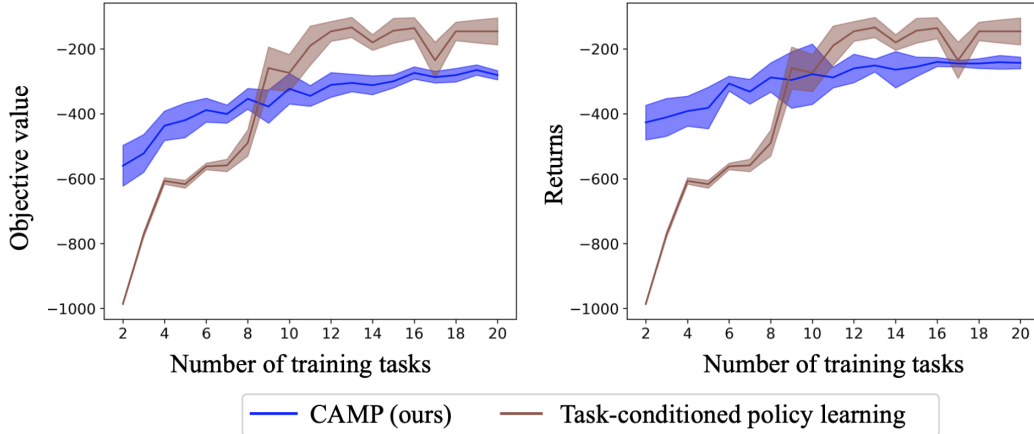 −200
−400
−600
−800
−1000
2 4 6 8 10 12 14 16 18 20
Objective value
Number of training tasks
−200
−400
−600
−800
−1000
2 4 6 8 10 12 14 16 18 20
Returns
Number of training tasks
CAMP (ours) Task-conditioned policy learning